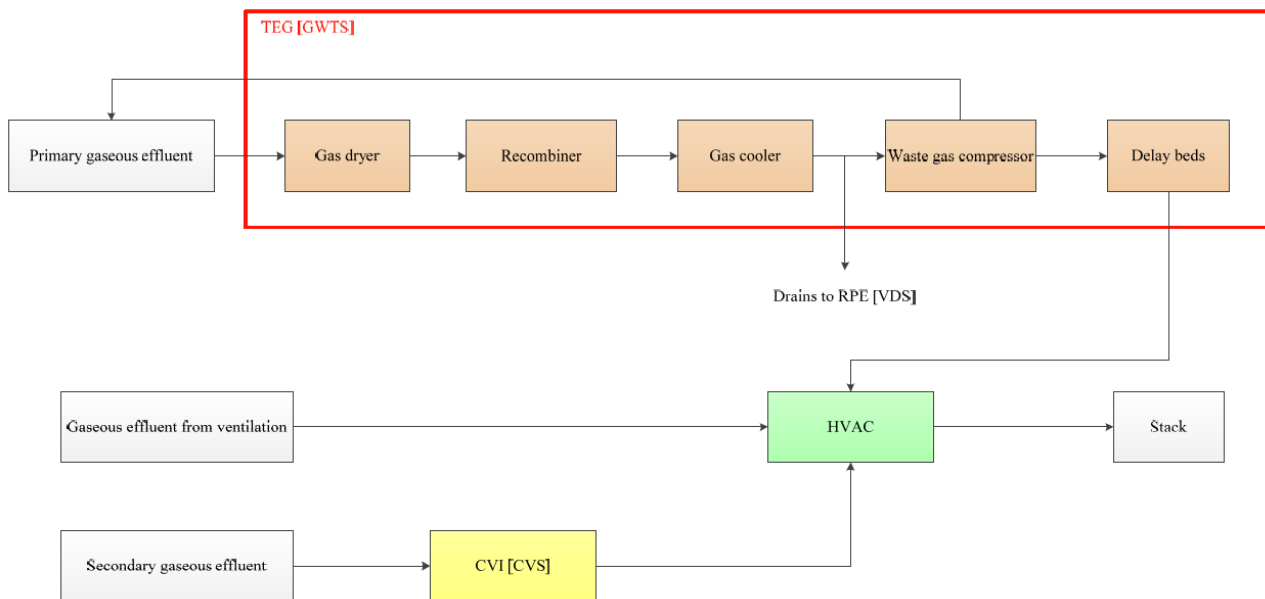 TEG [GWTS]
Primary gaseous effluent
Gas dryer
Recombiner
Gas cooler
Waste gas compressor
Delay beds
Drains to RPE [VDS]
Gaseous effluent from ventilation
HVAC
Stack
Secondary gaseous effluent
CVI [CVS]